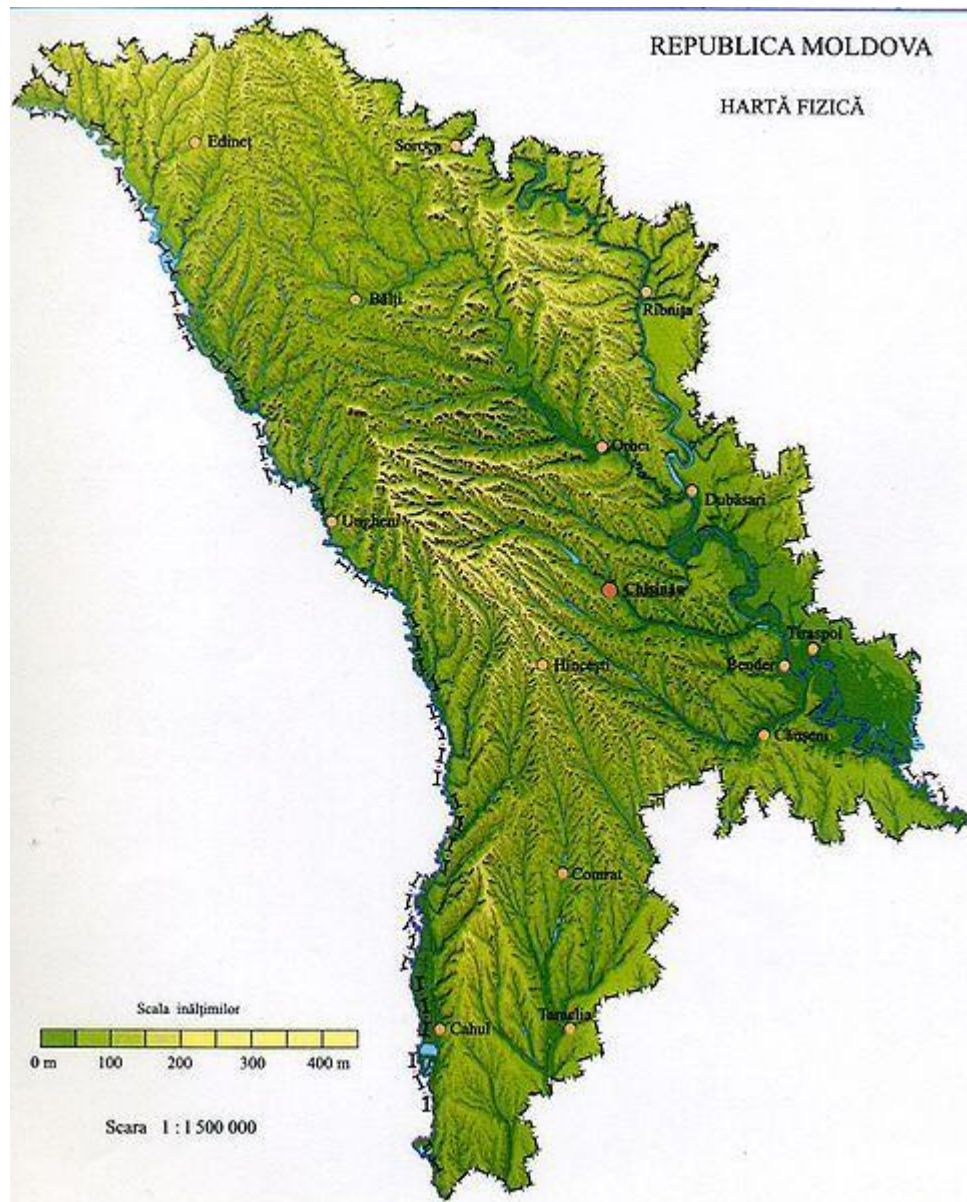 REPUBLICA MOLDOVA
HARTĂ FIZICĂ
Edineț
Soroca
Bălți
Rîbnița
Orhei
Dubăsari
Ungheni
Chișinău
Tiraspol
Hîncești
Bender
Căușeni
Comrat
Taraclia
Cahul
Scala inălțimilor
0 m 100 200 300 400 m
Scara 1 : 1 500 000